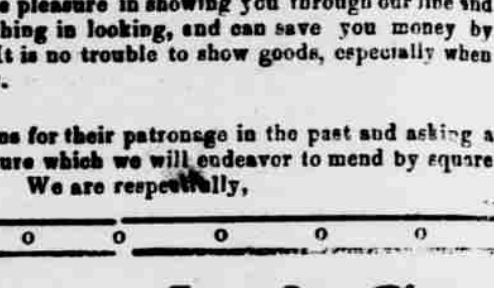 e pleasure in showing you through our line and
hing in looking, and can save you money by
It is no trouble to show goods, especially when
.
ns for their patronage in the past and asking a
ure which we will endeavor to mend by square
We are respectfully,
o o o o o